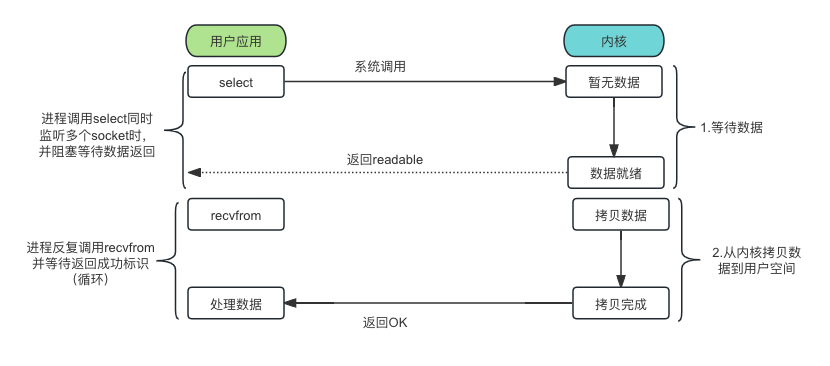 用户应用
内核
系统调用
select
暂无数据
进程调用select同时
监听多个socket时，
并阻塞等待数据返回
1.等待数据
返回readable
数据就绪
recvfrom
拷贝数据
进程反复调用recvfrom
并等待返回成功标识
（循环）
2.从内核拷贝数
据到用户空间
处理数据
拷贝完成
返回OK